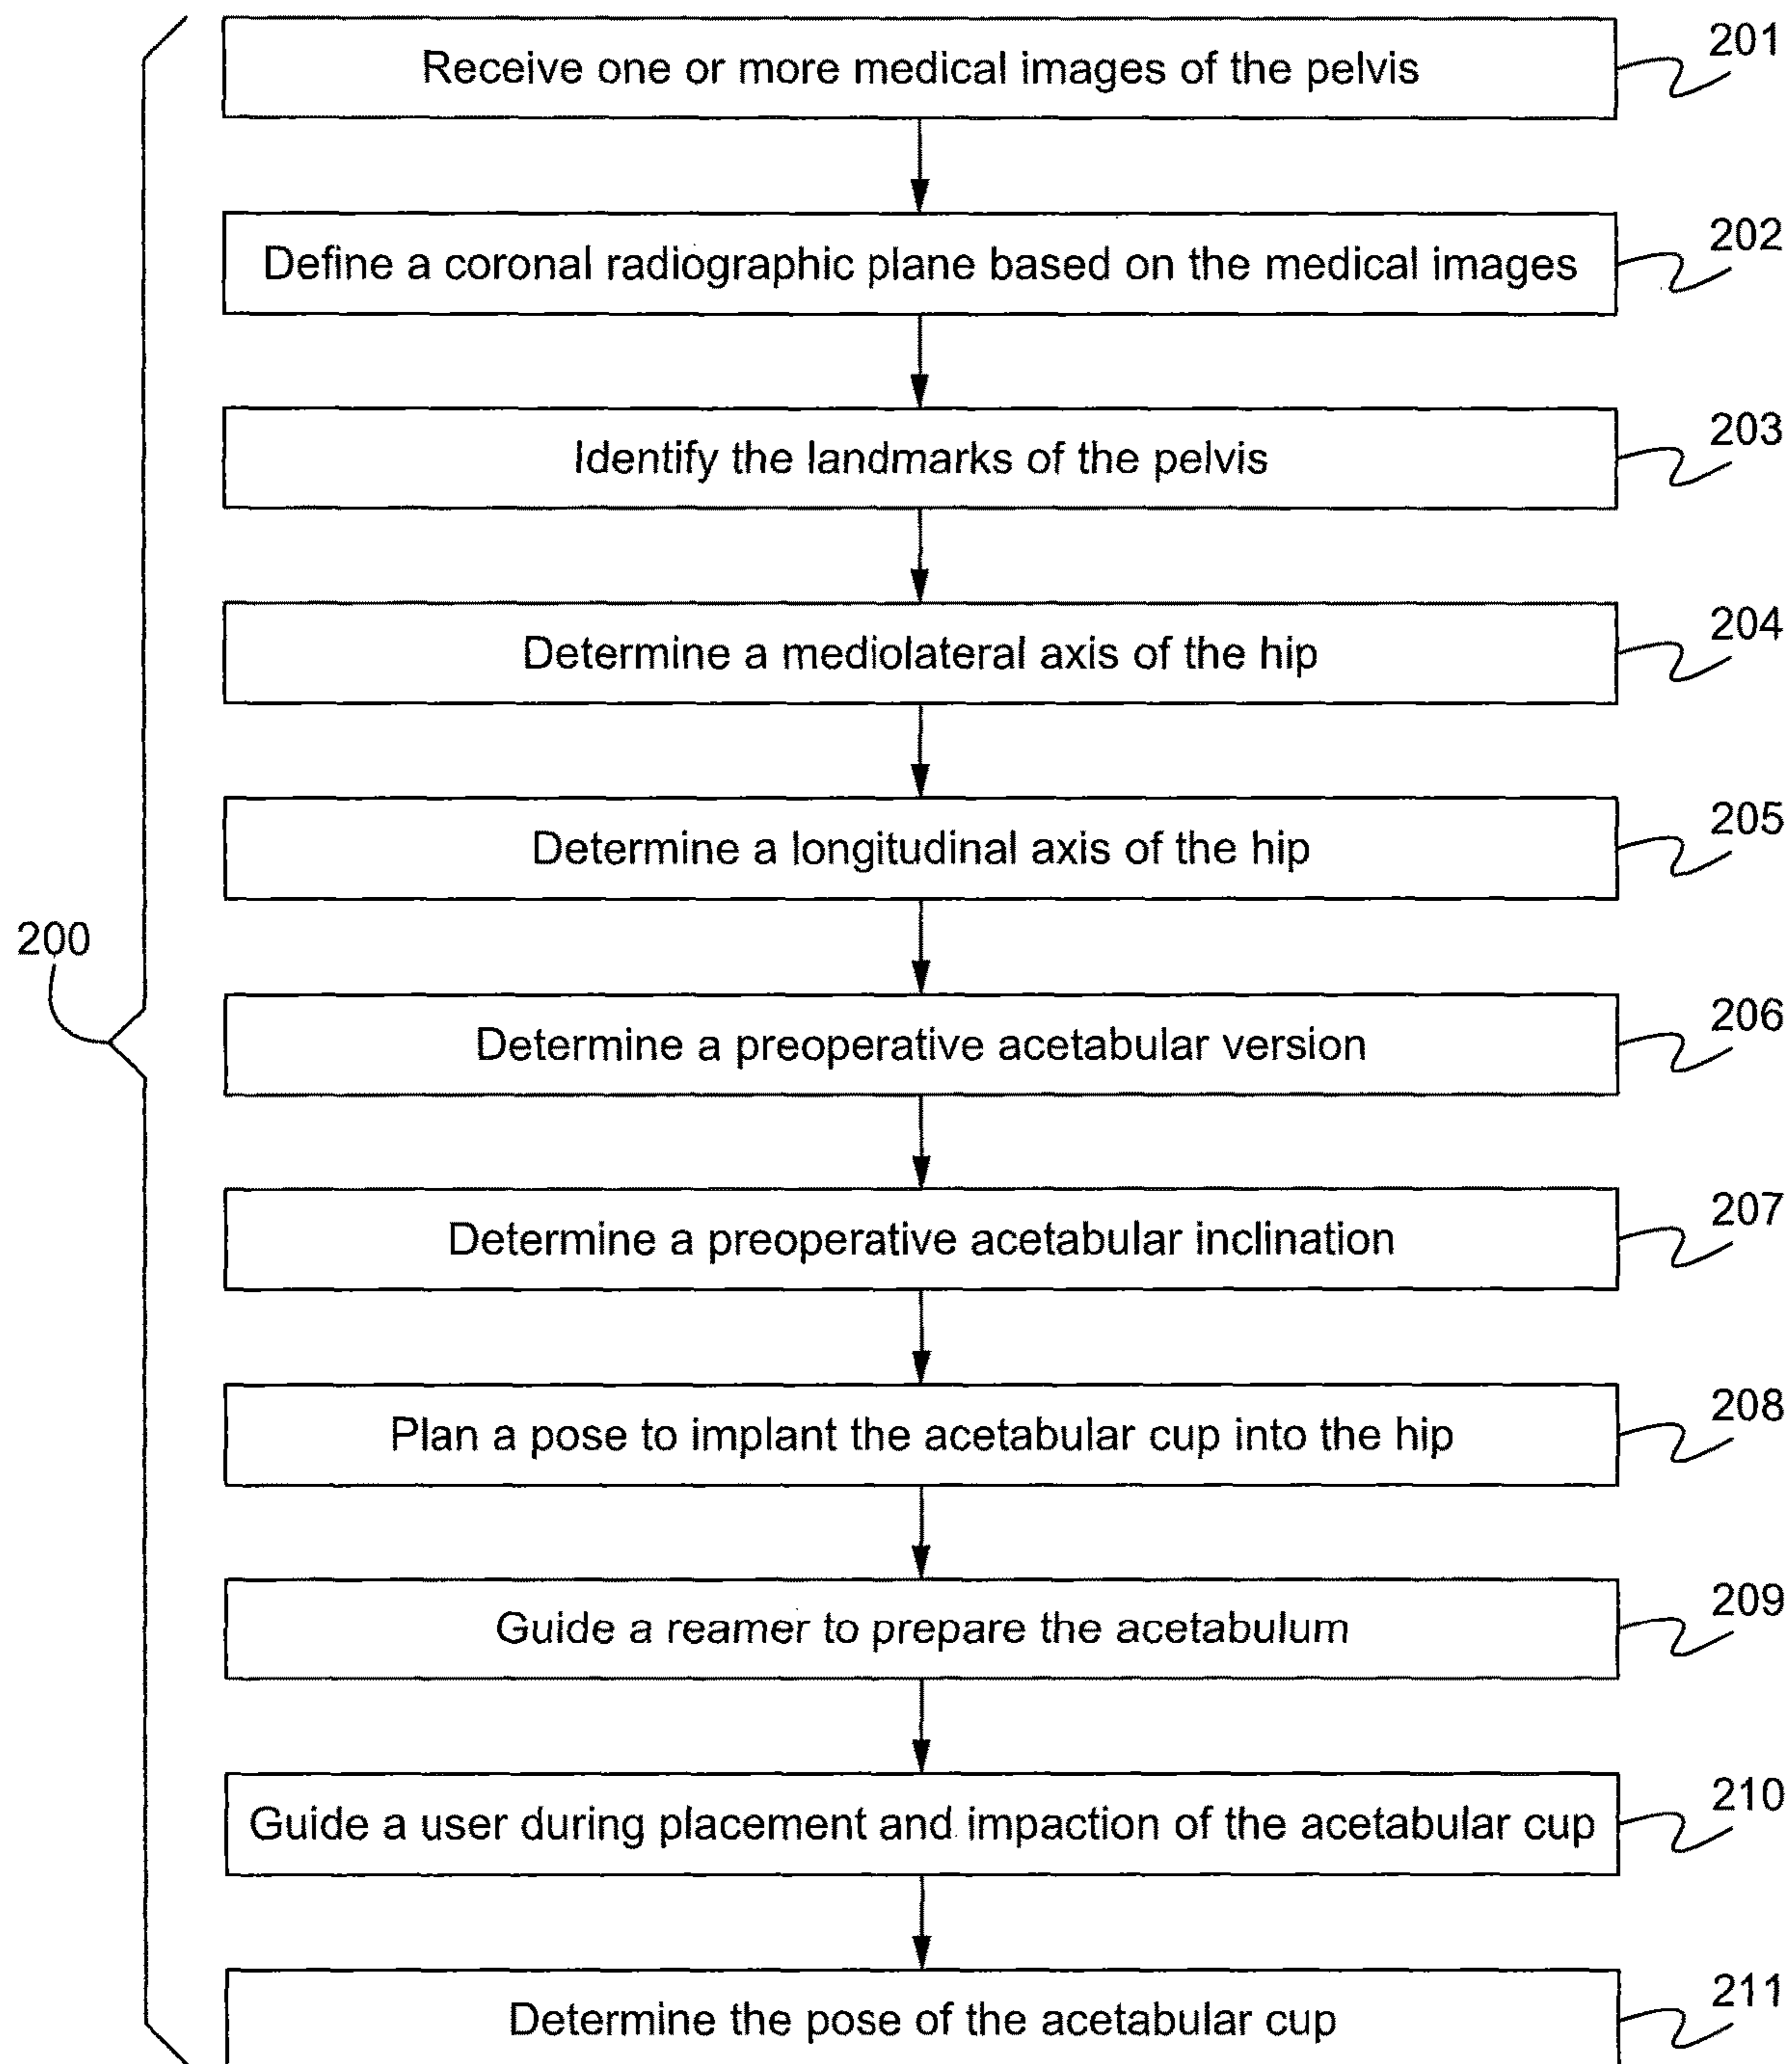 Receive one or more medical images of the pelvis 201
Define a coronal radiographic plane based on the medical images 202
Identify the landmarks of the pelvis 203
Determine a mediolateral axis of the hip 204
Determine a longitudinal axis of the hip 205
200
Determine a preoperative acetabular version 206
Determine a preoperative acetabular inclination 207
Plan a pose to implant the acetabular cup into the hip 208
Guide a reamer to prepare the acetabulum 209
Guide a user during placement and impaction of the acetabular cup 210
Determine the pose of the acetabular cup 211